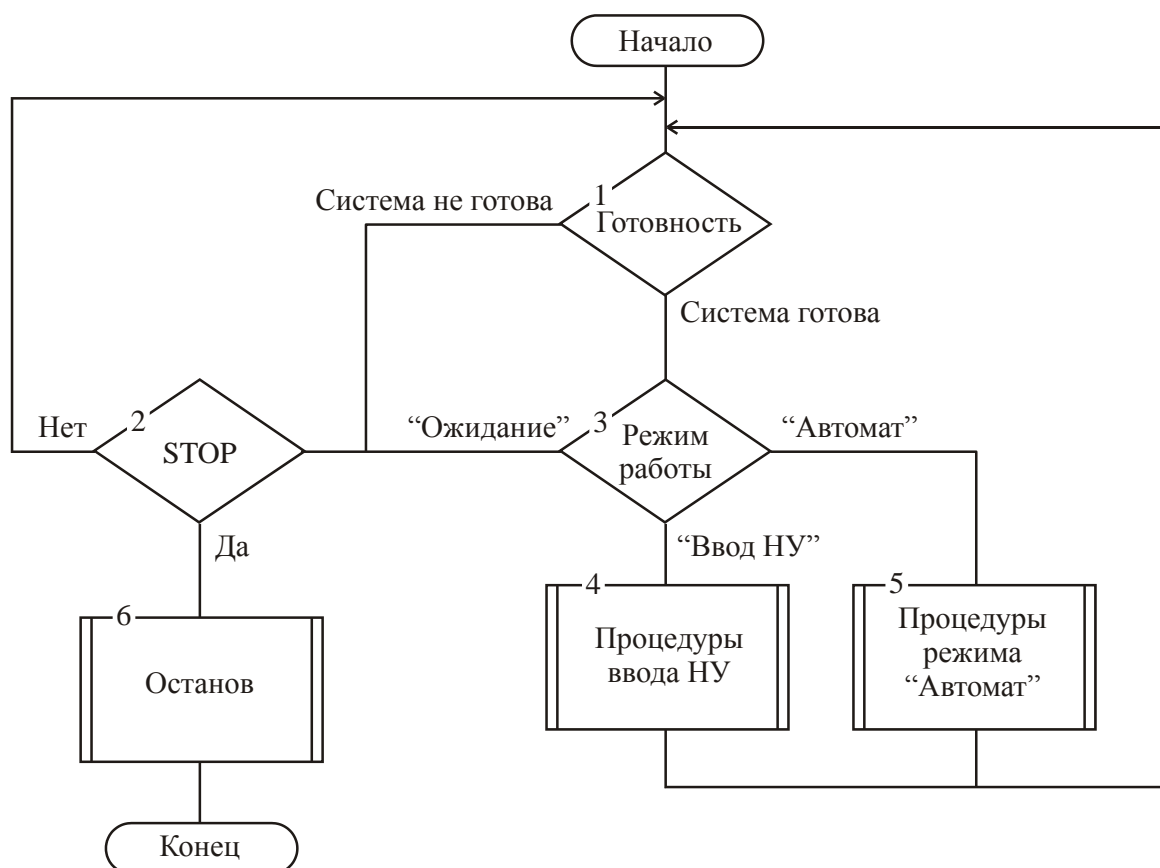 Начало
1
Система не готова
Готовность
Система готова
Нет
2
STOP
“Ожидание”
3
Режим
работы
“Автомат”
Да
“Ввод НУ”
6
Останов
4
Процедуры
ввода НУ
5
Процедуры
режима
“Автомат”
Конец